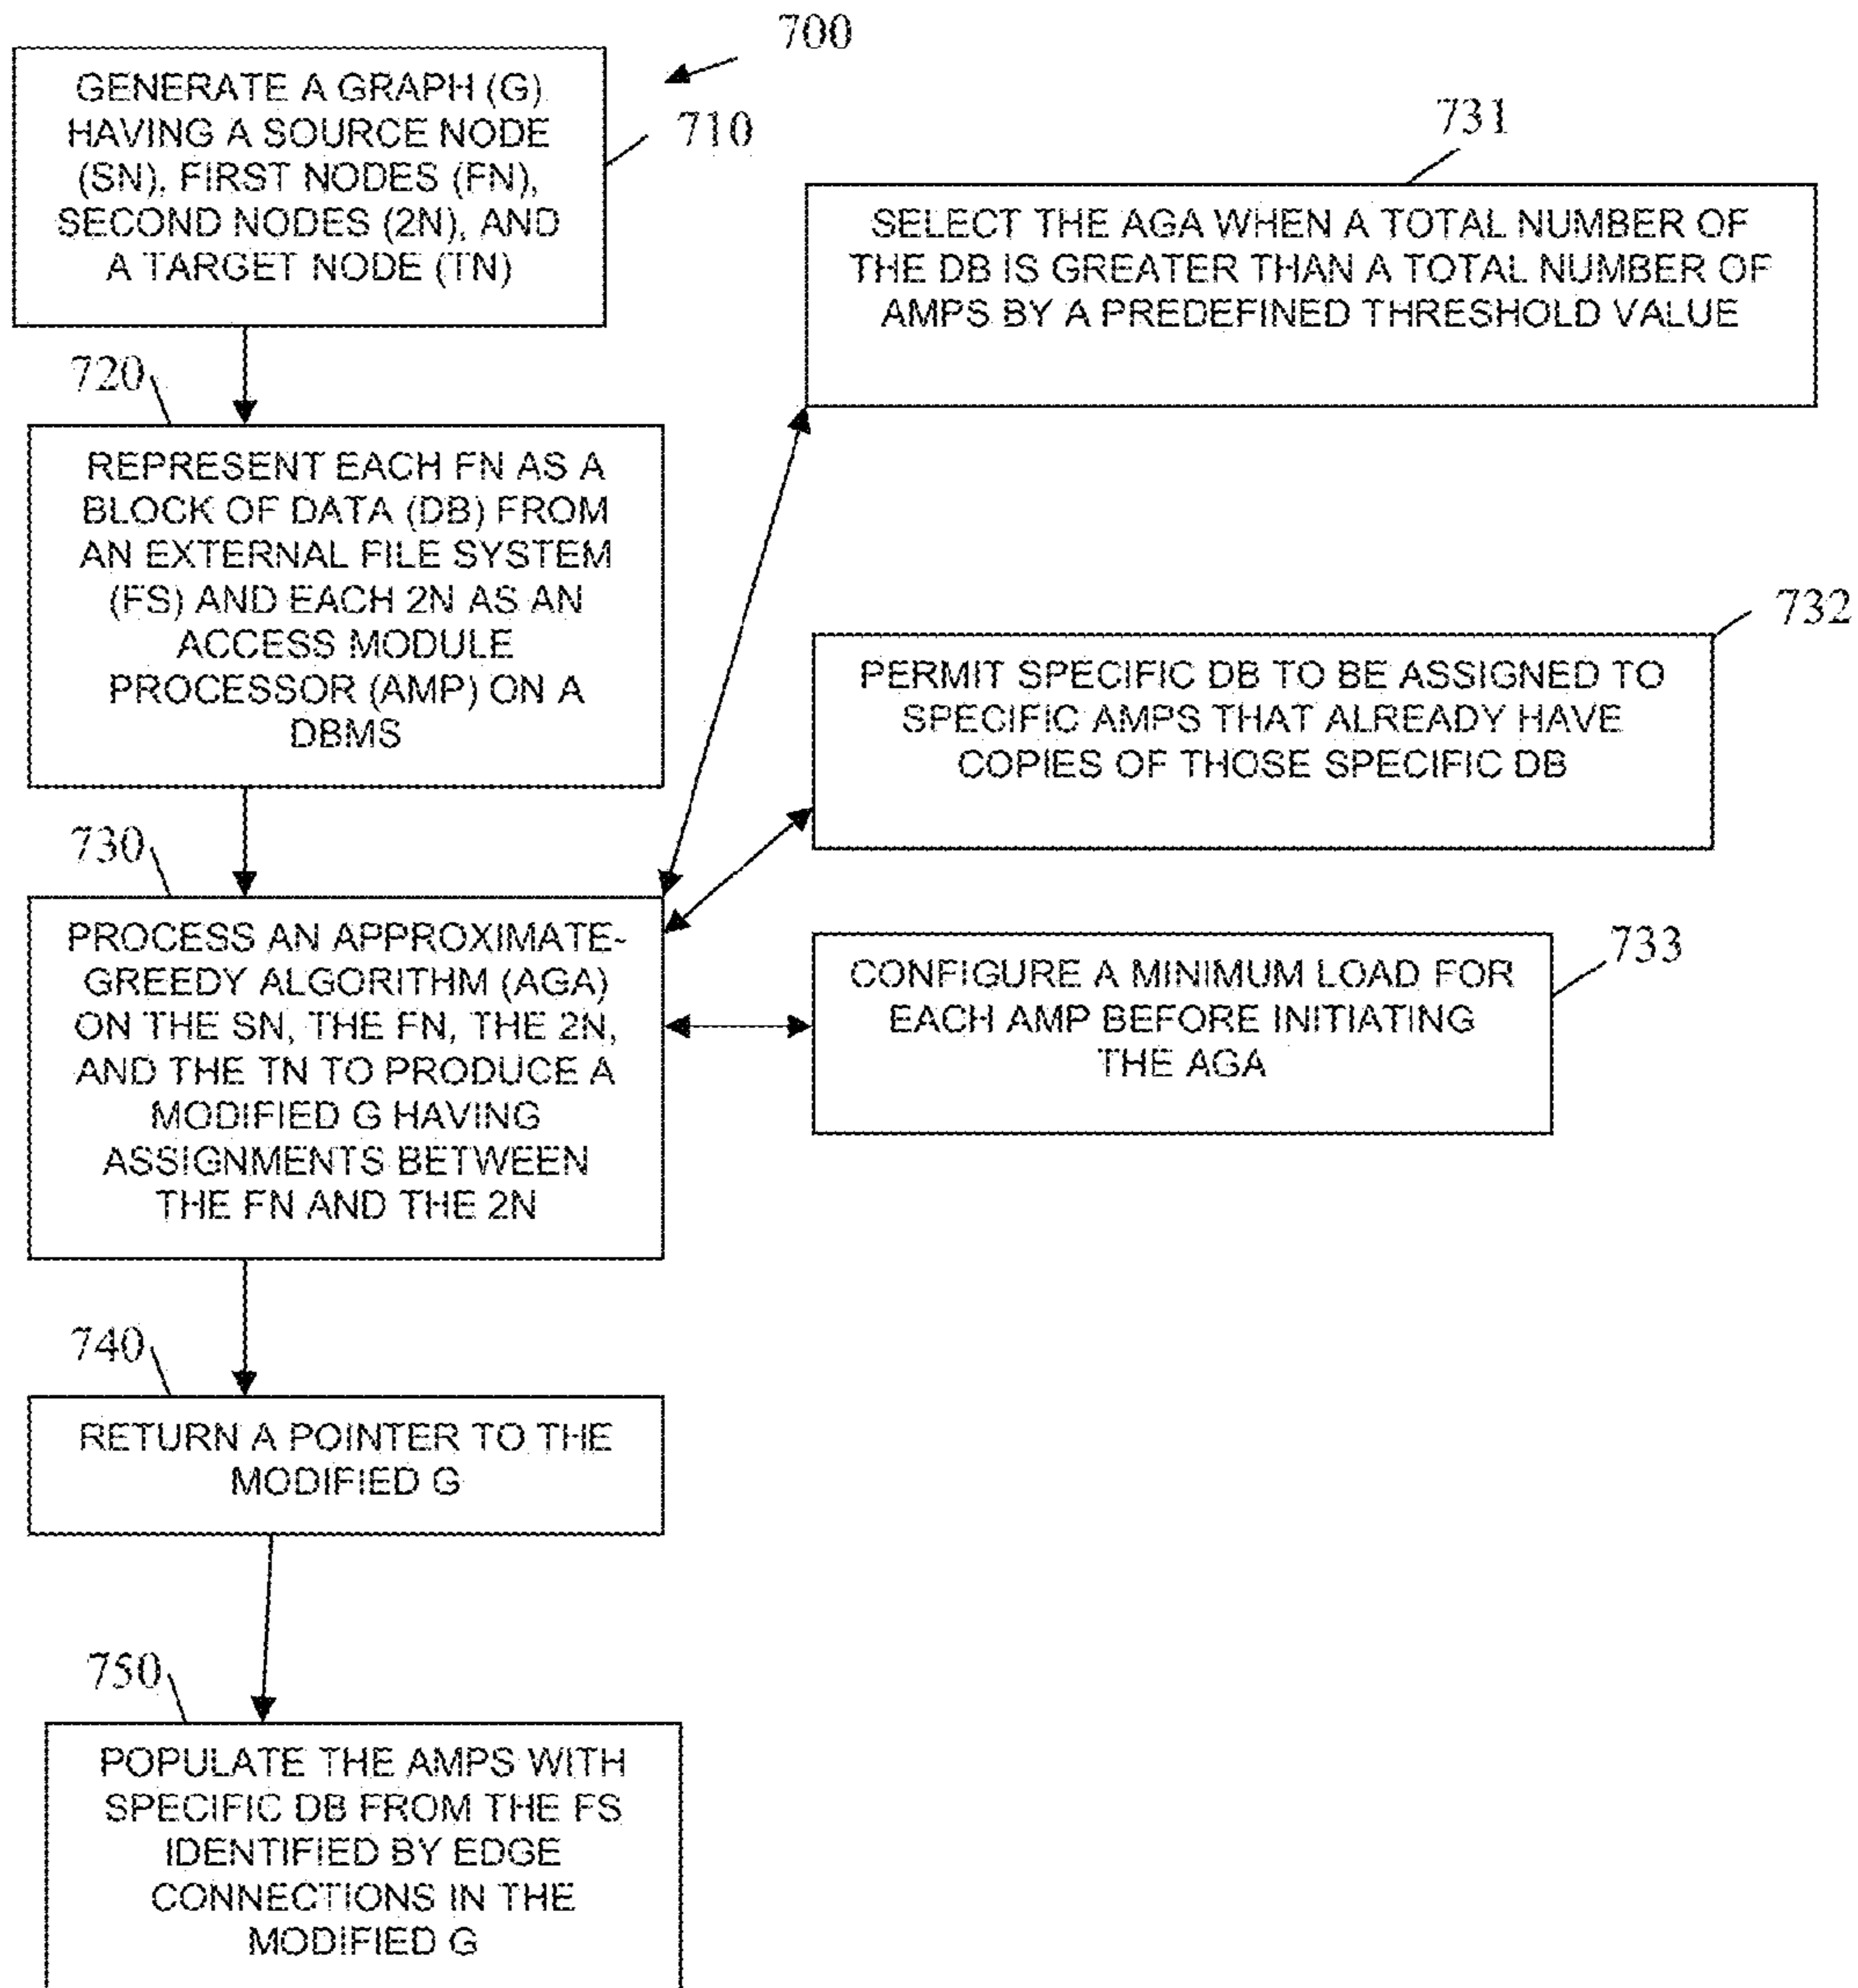 700
GENERATE A GRAPH (G)
HAVING A SOURCE NODE
(SN), FIRST NODES (FN),
SECOND NODES (2N), AND
A TARGET NODE (TN)
710
720
REPRESENT EACH FN AS A
BLOCK OF DATA (DB) FROM
AN EXTERNAL FILE SYSTEM
(FS) AND EACH 2N AS AN
ACCESS MODULE
PROCESSOR (AMP) ON A
DBMS
730
PROCESS AN APPROXIMATE-
GREEDY ALGORITHM (AGA)
ON THE SN, THE FN, THE 2N,
AND THE TN TO PRODUCE A
MODIFIED G HAVING
ASSIGNMENTS BETWEEN
THE FN AND THE 2N
731
SELECT THE AGA WHEN A TOTAL NUMBER OF
THE DB IS GREATER THAN A TOTAL NUMBER OF
AMPS BY A PREDEFINED THRESHOLD VALUE
732
PERMIT SPECIFIC DB TO BE ASSIGNED TO
SPECIFIC AMPS THAT ALREADY HAVE
COPIES OF THOSE SPECIFIC DB
733
CONFIGURE A MINIMUM LOAD FOR
EACH AMP BEFORE INITIATING
THE AGA
740
RETURN A POINTER TO THE
MODIFIED G
750
POPULATE THE AMPS WITH
SPECIFIC DB FROM THE FS
IDENTIFIED BY EDGE
CONNECTIONS IN THE
MODIFIED G